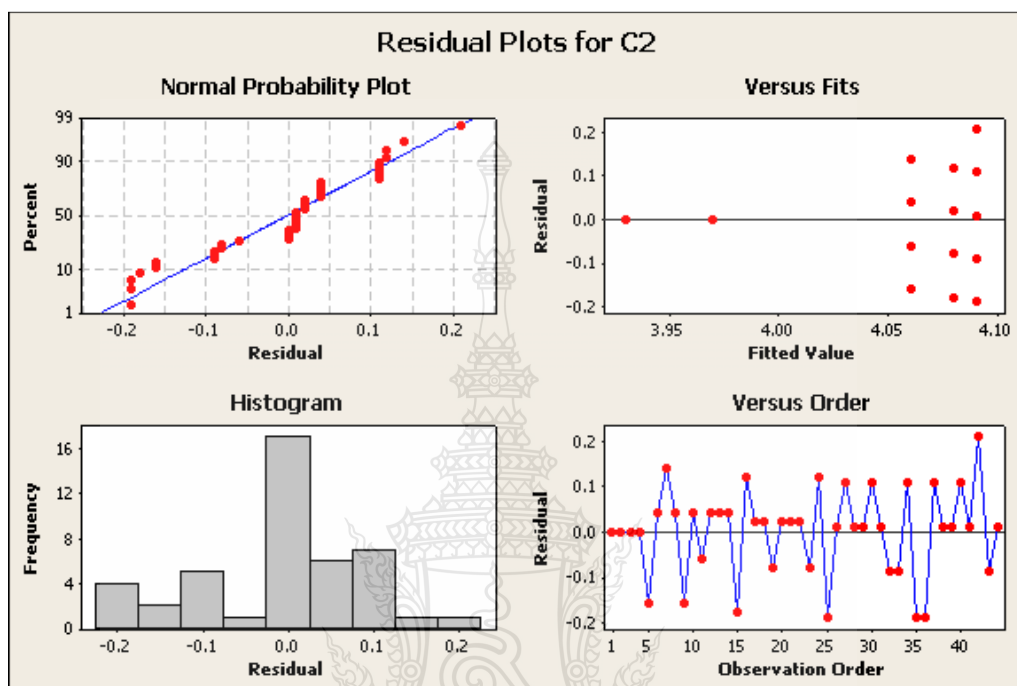 Residual Plots for C2
Normal Probability Plot
Percent
99
90
50
10
1
-0.2 -0.1 0.0 0.1 0.2
Residual
Versus Fits
Residual
0.2
0.1
0.0
-0.1
-0.2
3.95 4.00 4.05 4.10
Fitted Value
Histogram
Frequency
16
12
8
4
0
-0.2 -0.1 0.0 0.1 0.2
Residual
Versus Order
Residual
0.2
0.1
0.0
-0.1
-0.2
1 5 10 15 20 25 30 35 40
Observation Order